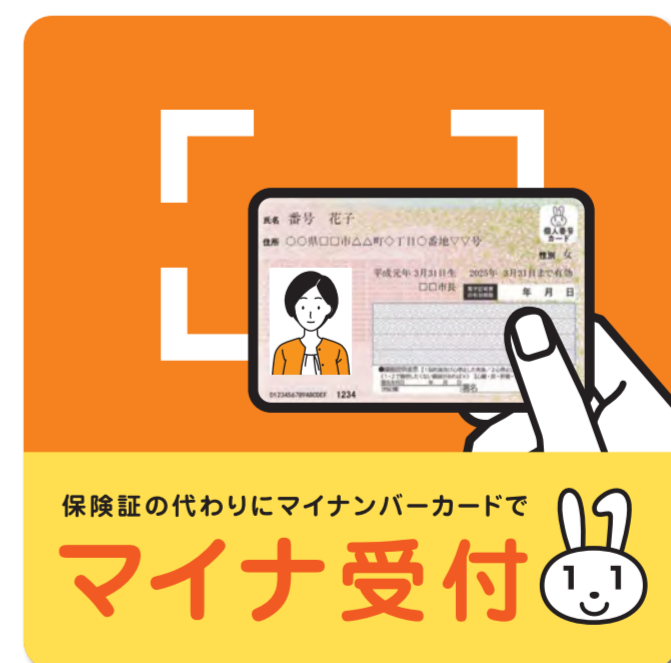 氏名 番号 花子
個人番号
カード
住所 ○○県□□市△△町◇丁目○番地▽▽号
性別 女
平成元年 3月31日生 2025年 3月31日まで有効
□□市長
年 月 日
0123456789ABCDEF 1234
署名
保険証の代わりにマイナンバーカードで
マイナ受付